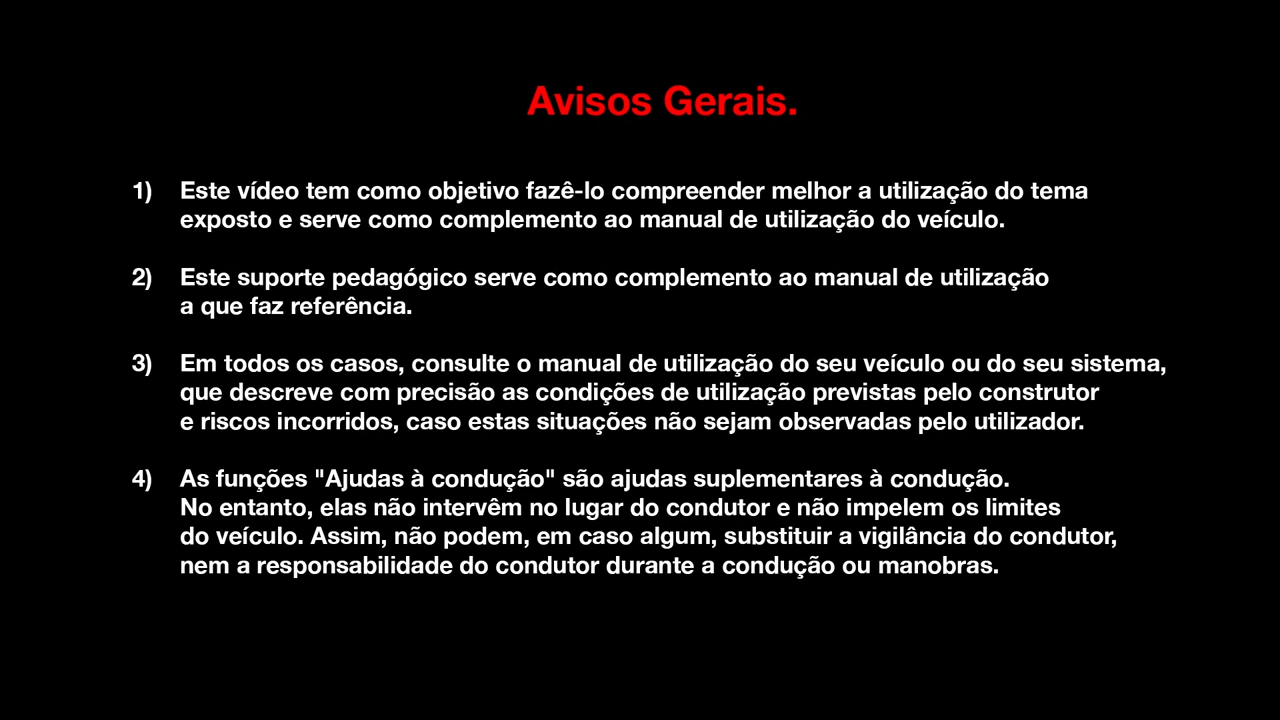 Avisos Gerais.
1) Este vídeo tem como objetivo fazê-lo compreender melhor a utilização do tema
exposto e serve como complemento ao manual de utilização do veículo.
2) Este suporte pedagógico serve como complemento ao manual de utilização
a que faz referência.
3) Em todos os casos, consulte o manual de utilização do seu veículo ou do seu sistema,
que descreve com precisão as condições de utilização previstas pelo construtor
e riscos incorridos, caso estas situações não sejam observadas pelo utilizador.
4) As funções "Ajudas à condução" são ajudas suplementares à condução.
No entanto, elas não intervêm no lugar do condutor e não impelem os limites
do veículo. Assim, não podem, em caso algum, substituir a vigilância do condutor,
nem a responsabilidade do condutor durante a condução ou manobras.